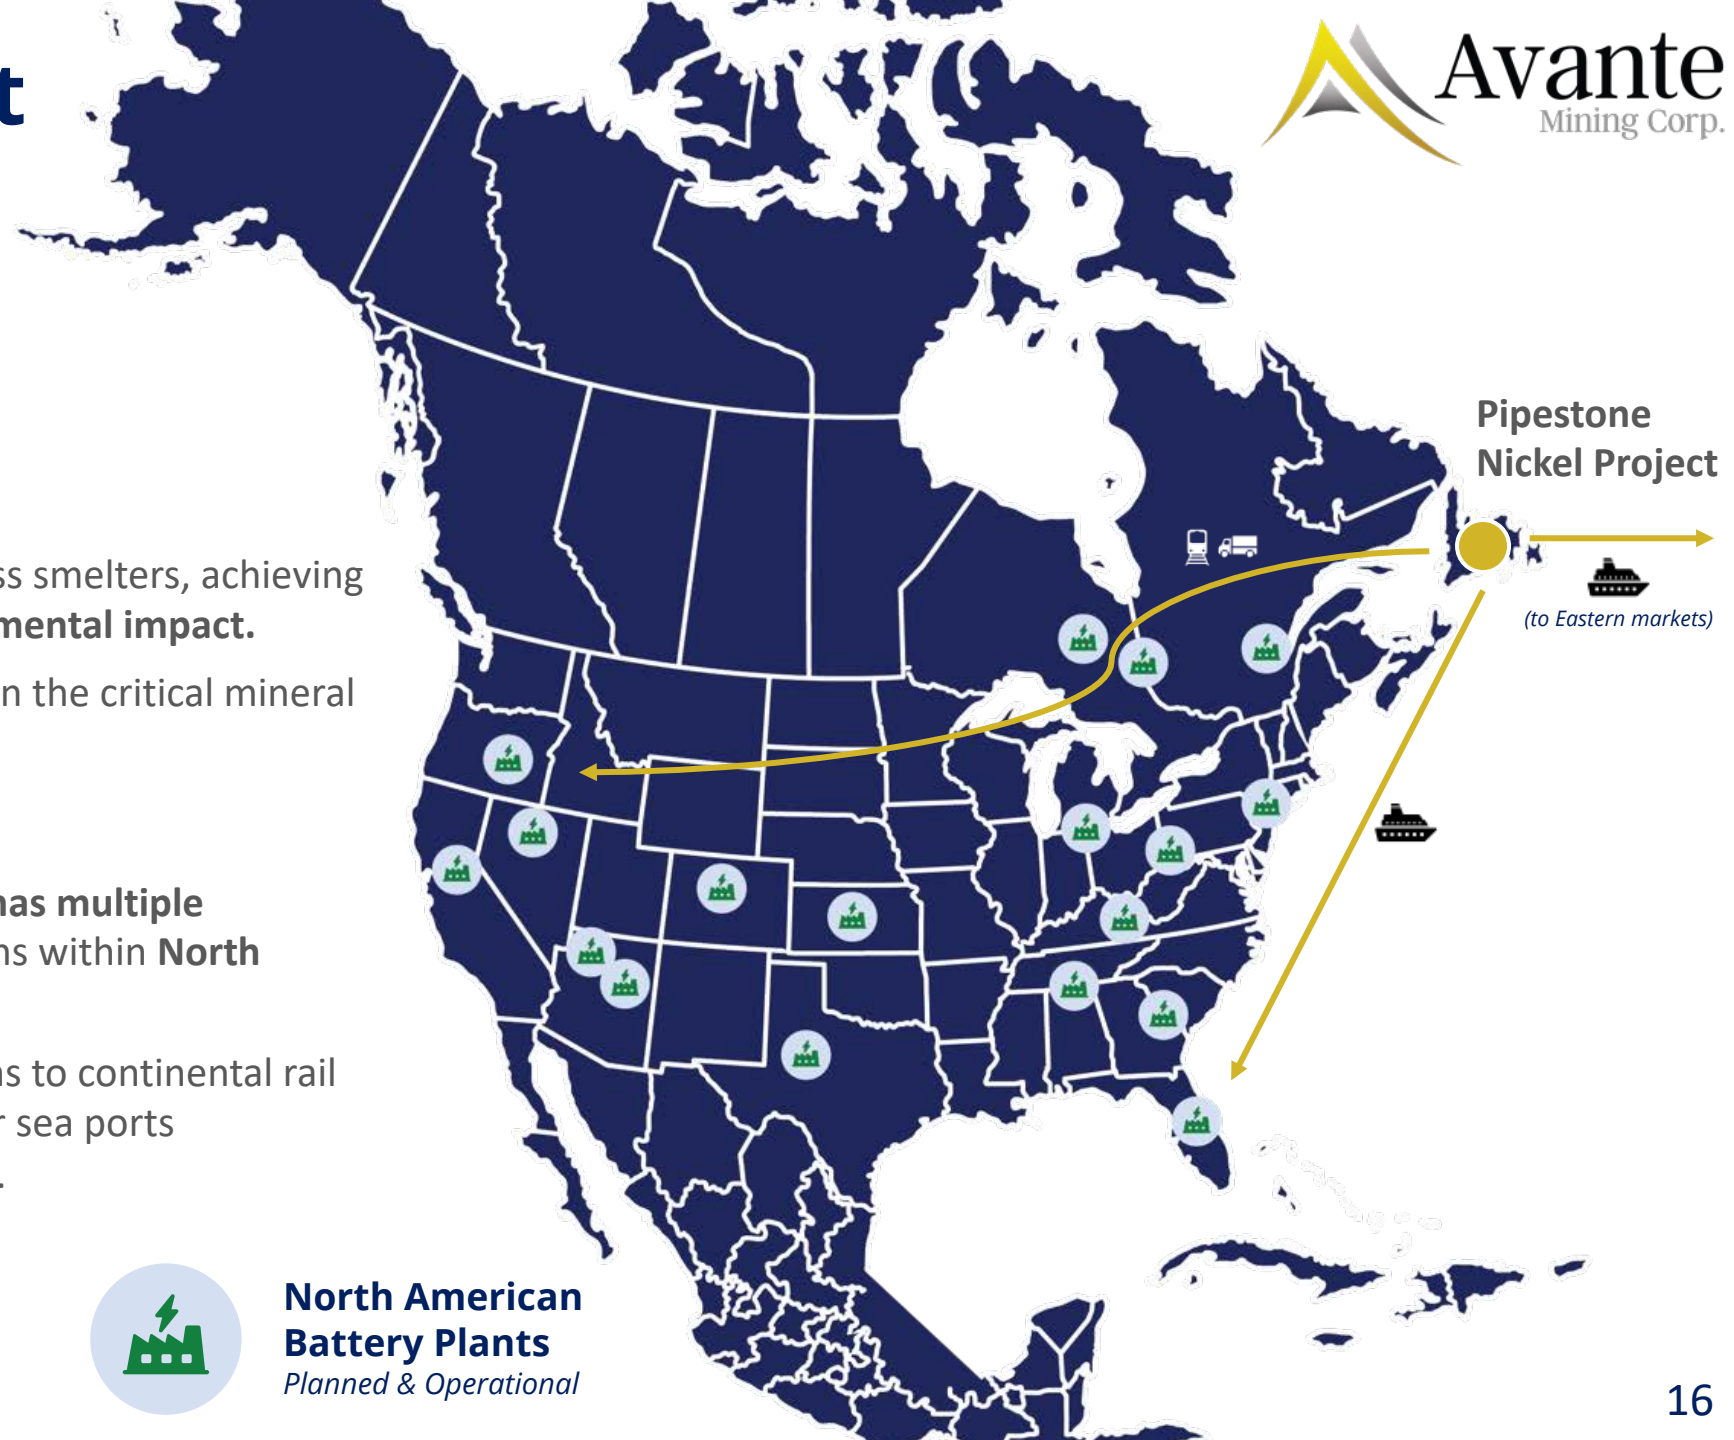 t
Avante
Mining Corp.
Pipestone
Nickel Project
(to Eastern markets)
ss smelters, achieving
mental impact.
n the critical mineral
has multiple
ns within North
ns to continental rail
r sea ports
.
North American
Battery Plants
Planned & Operational
16